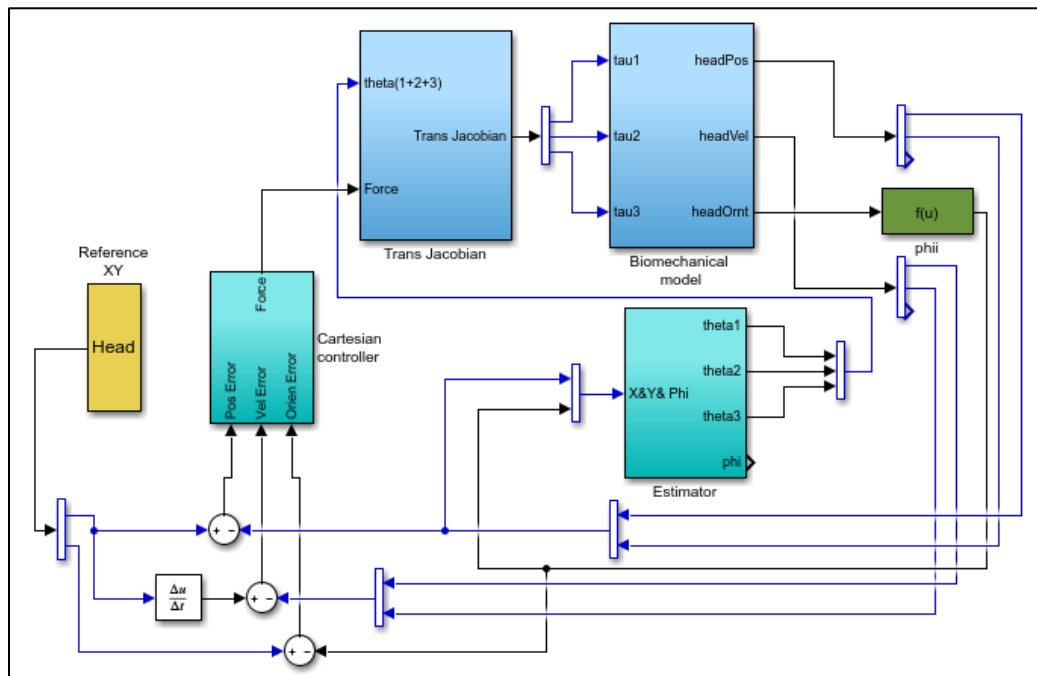 theta(1+2+3)
Trans Jacobian
Force
Trans Jacobian
tau1
tau2
tau3
headPos
headVel
headOrnt
Biomechanical
model
f(u)
phii
Reference
XY
Head
Force
Pos Error
Vel Error
Orien Error
Cartesian
controller
X&Y& Phi
theta1
theta2
theta3
phi
Estimator
+ −
Δu
Δt
+ −
+ −